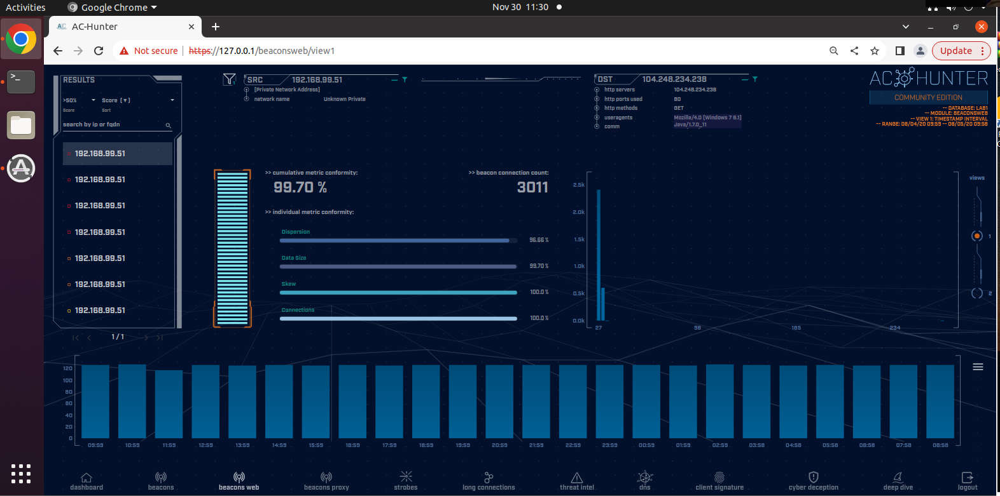 Activities
Google Chrome
Nov 30 11:30
AC-Hunter
Not secure
https://127.0.0.1/beaconsweb/view1
Update
RESULTS
>50%
Score [▼]
Score
Sort
search by ip or fqdn
192.168.99.51
192.168.99.51
192.168.99.51
192.168.99.51
192.168.99.51
192.168.99.51
192.168.99.51
1 / 1
1
SRC 192.168.99.51
[Private Network Address]
network name Unknown Private
DST 104.248.234.238
http servers 104.248.234.238
http ports used 80
http methods GET
useragents Mozilla/4.0 (Windows 7 6.1)
Java/1.7.0_11
comm
AC HUNTER
COMMUNITY EDITION
-- DATABASE: LAB1
-- MODULE: BEACONSWEB
-- VIEW 1: TIMESTAMP INTERVAL
-- RANGE: 08/04/20 09:59 -- 08/05/20 09:58
>> cumulative metric conformity:
99.70 %
>> beacon connection count:
3011
>> individual metric conformity:
Dispersion
96.66 %
Data Size
99.70 %
Skew
100.0 %
Connections
100.0 %
2.5k
2.0k
1.5k
1.0k
0.5k
0.0k
27 96 165 234
views
1
2
120
100
80
60
40
20
0
09:59 10:59 11:59 12:59 13:59 14:59 15:59 16:59 17:59 18:59 19:59 20:59 21:59 22:59 23:59 00:59 01:59 02:59 03:58 04:58 05:58 06:58 07:58 08:58
dashboard
beacons
beacons web
beacons proxy
strobes
long connections
threat intel
dns
client signature
cyber deception
deep dive
logout